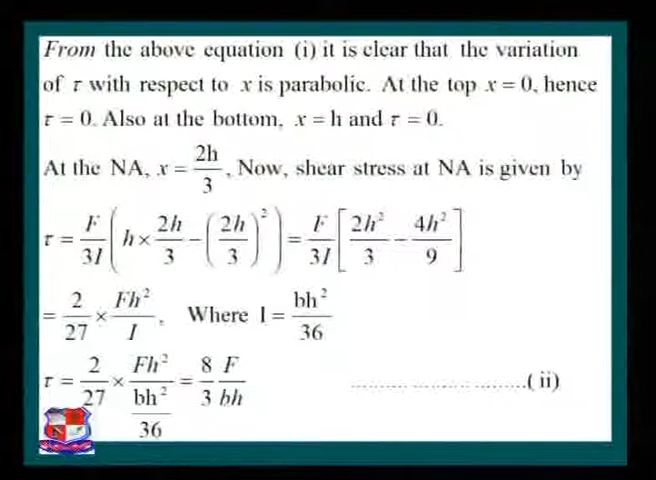 From the above equation (i) it is clear that the variation
of τ with respect to x is parabolic. At the top x = 0, hence
τ = 0. Also at the bottom, x = h and τ = 0.
At the NA, x = 2h/3, Now, shear stress at NA is given by
τ = F/3I (h × 2h/3 − (2h/3)²) = F/3I [2h²/3 − 4h²/9]
= 2/27 × Fh²/I, Where I = bh²/36
τ = 2/27 × Fh²/(bh²/36) = 8/3 F/bh ........................(ii)